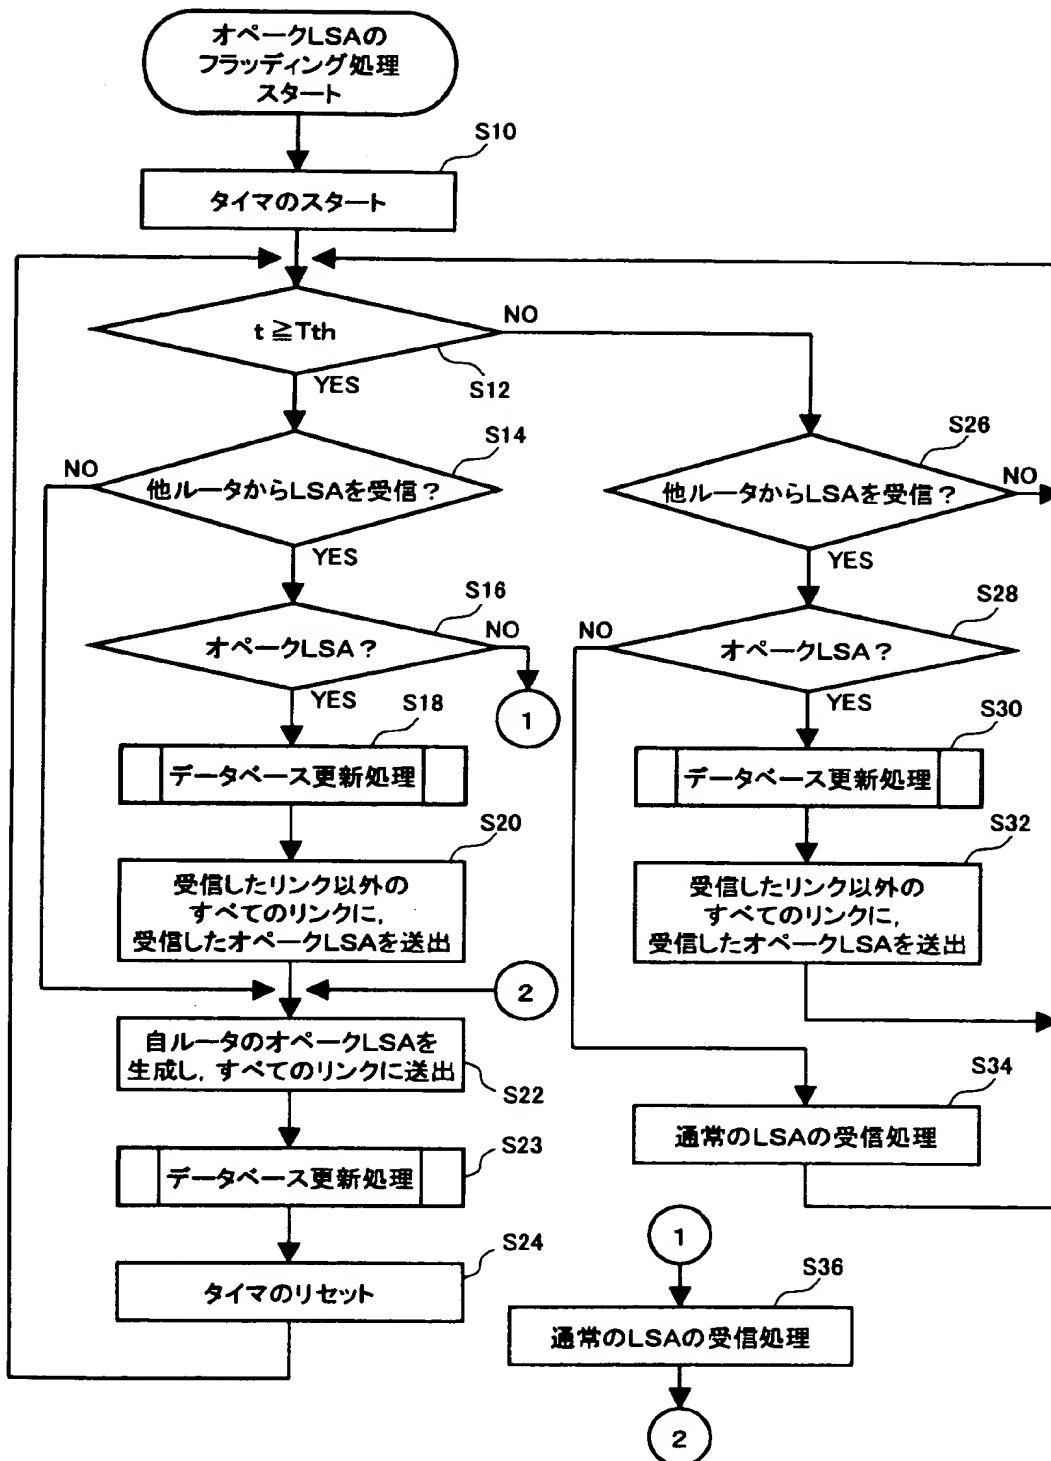 オペークLSAの
フラッディング処理
スタート
S10
タイマのスタート
t≧Tth
NO
S12
YES
S14
NO
他ルータからLSAを受信？
YES
S16
オペークLSA？
NO
1
YES
S18
データベース更新処理
S20
受信したリンク以外の
すべてのリンクに，
受信したオペークLSAを送出
2
自ルータのオペークLSAを
生成し，すべてのリンクに送出
S22
S23
データベース更新処理
S24
タイマのリセット
S26
他ルータからLSAを受信？
NO
YES
S28
NO
オペークLSA？
YES
S30
データベース更新処理
S32
受信したリンク以外の
すべてのリンクに，
受信したオペークLSAを送出
S34
通常のLSAの受信処理
1
S36
通常のLSAの受信処理
2